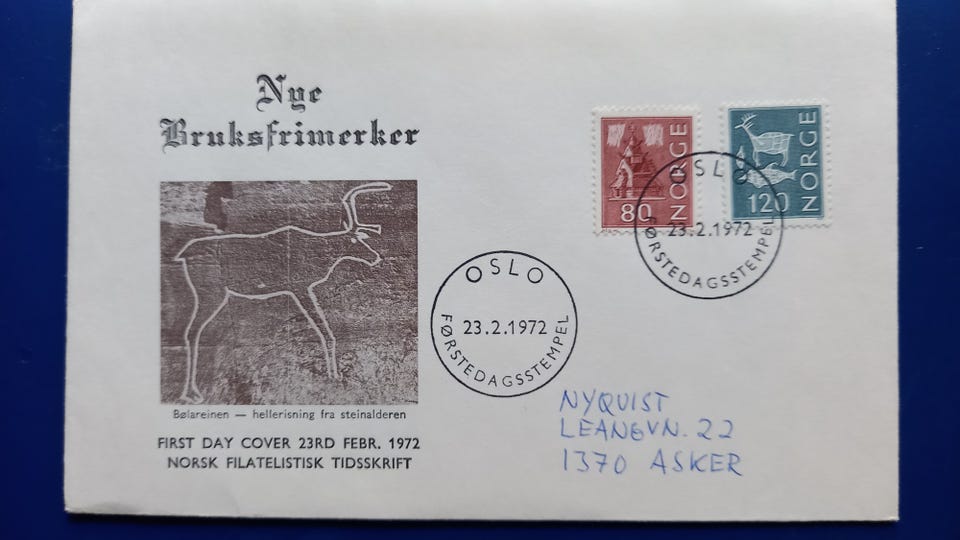 Nye
Bruksfrimerker
NORGE
80
NORGE
120
OSLO
23.2.1972
FØRSTEDAGSSTEMPEL
OSLO
23.2.1972
FØRSTEDAGSSTEMPEL
Bølareinen — hellerisning fra steinalderen
FIRST DAY COVER 23RD FEBR. 1972
NORSK FILATELISTISK TIDSSKRIFT
NYQUIST
LEANGVN. 22
1370 ASKER